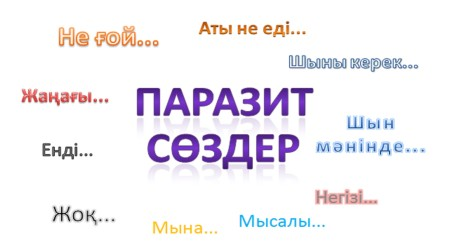 Не ғой...
Аты не еді...
Шыны керек...
Жаңағы...
ПАРАЗИТ
СӨЗДЕР
Шын
мәнінде...
Енді...
Негізі...
Жоқ...
Мына...
Мысалы...